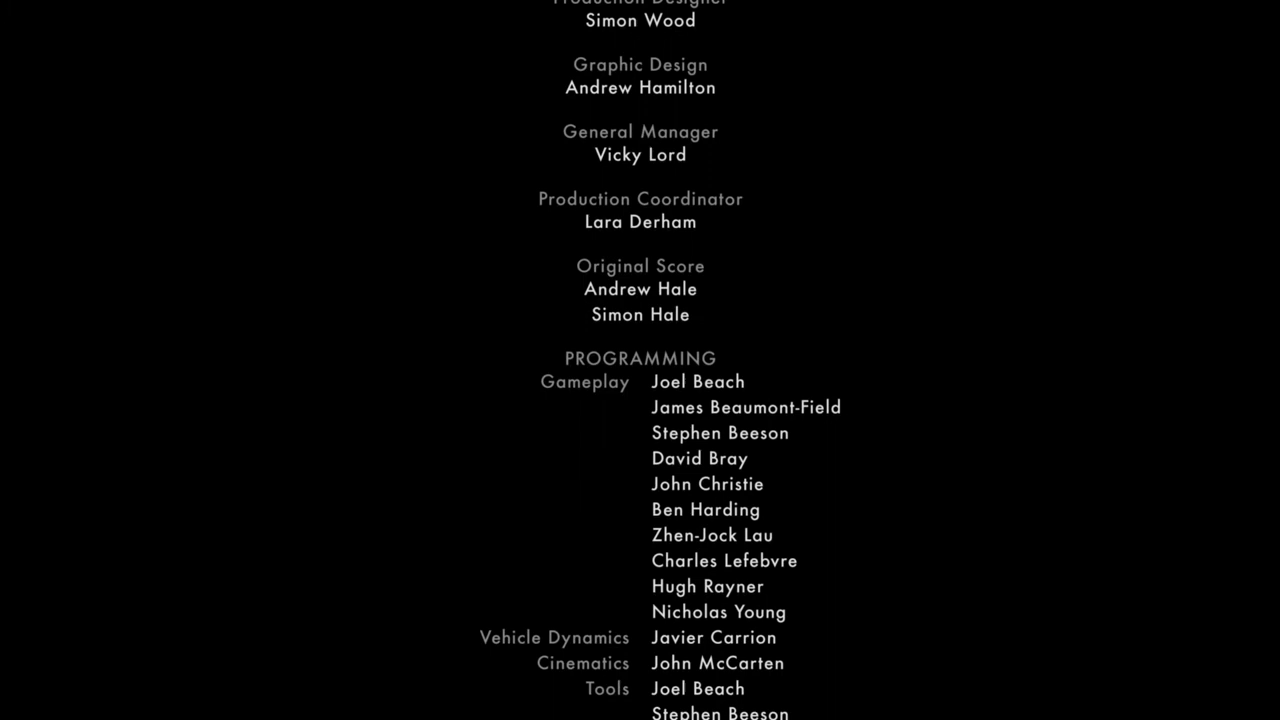 Production Designer
Simon Wood
Graphic Design
Andrew Hamilton
General Manager
Vicky Lord
Production Coordinator
Lara Derham
Original Score
Andrew Hale
Simon Hale
PROGRAMMING
Gameplay Joel Beach
James Beaumont-Field
Stephen Beeson
David Bray
John Christie
Ben Harding
Zhen-Jock Lau
Charles Lefebvre
Hugh Rayner
Nicholas Young
Vehicle Dynamics Javier Carrion
Cinematics John McCarten
Tools Joel Beach
Stephen Beeson